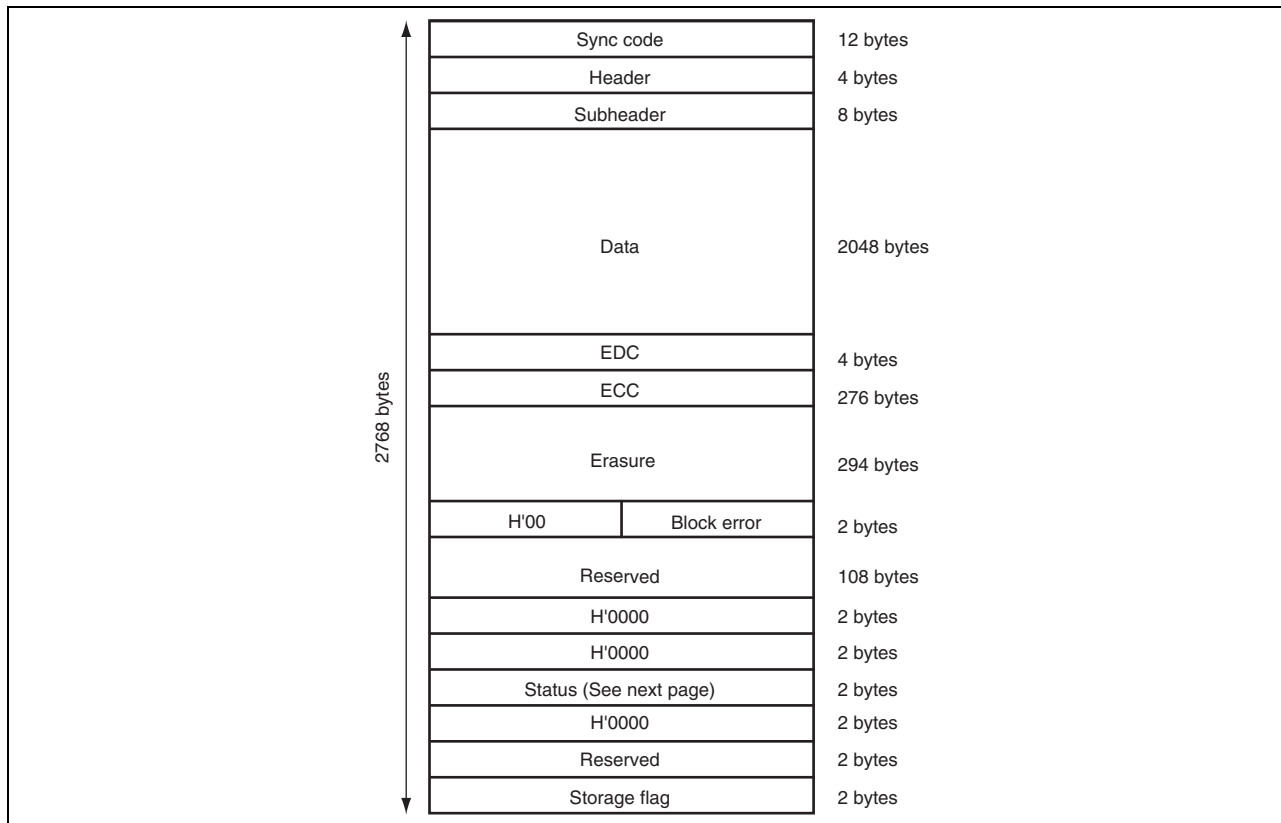 Sync code 12 bytes
Header 4 bytes
Subheader 8 bytes
Data 2048 bytes
EDC 4 bytes
ECC 276 bytes
2768 bytes
Erasure 294 bytes
H'00 Block error 2 bytes
Reserved 108 bytes
H'0000 2 bytes
H'0000 2 bytes
Status (See next page) 2 bytes
H'0000 2 bytes
Reserved 2 bytes
Storage flag 2 bytes